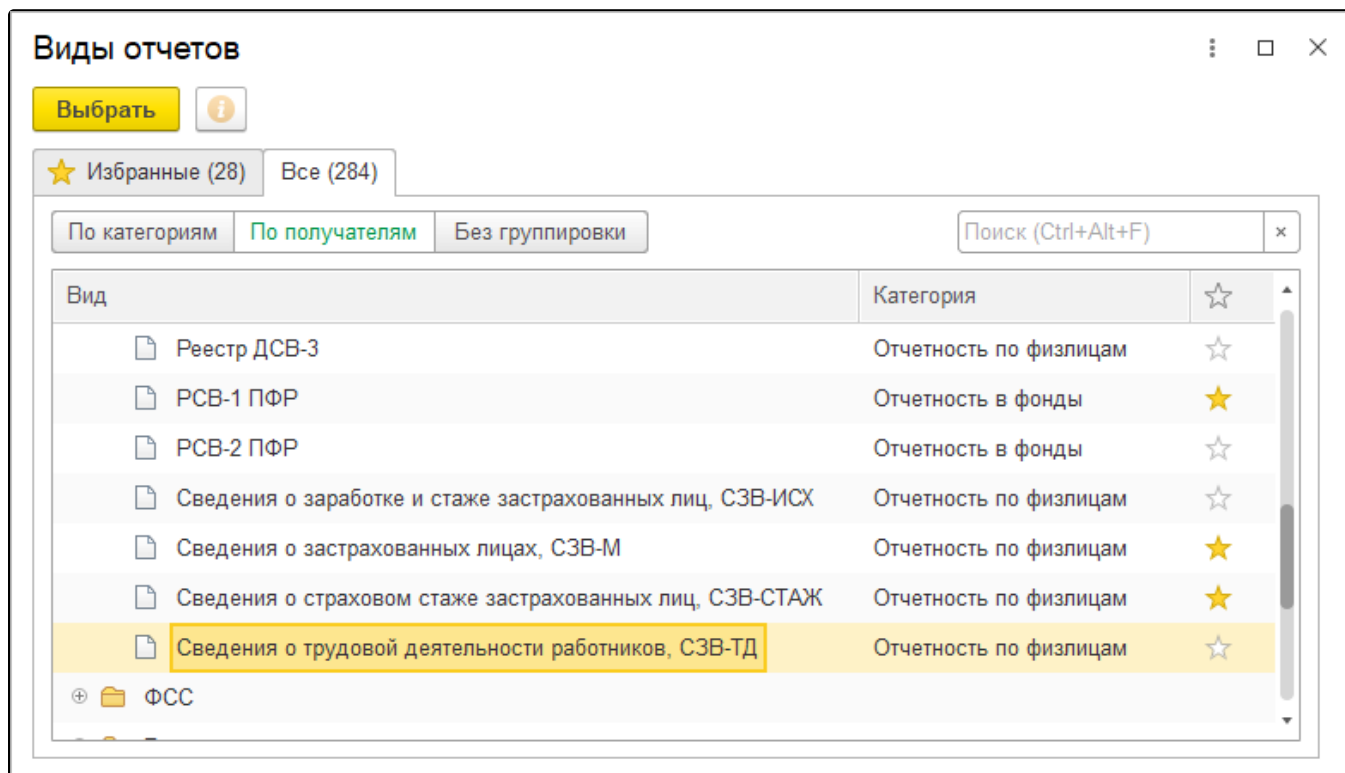 Виды отчетов
Выбрать
Избранные (28) Все (284)
По категориям По получателям Без группировки Поиск (Ctrl+Alt+F) ×
Вид Категория
Реестр ДСВ-3 Отчетность по физлицам
РСВ-1 ПФР Отчетность в фонды
РСВ-2 ПФР Отчетность в фонды
Сведения о заработке и стаже застрахованных лиц, СЗВ-ИСХ Отчетность по физлицам
Сведения о застрахованных лицах, СЗВ-М Отчетность по физлицам
Сведения о страховом стаже застрахованных лиц, СЗВ-СТАЖ Отчетность по физлицам
Сведения о трудовой деятельности работников, СЗВ-ТД Отчетность по физлицам
ФСС